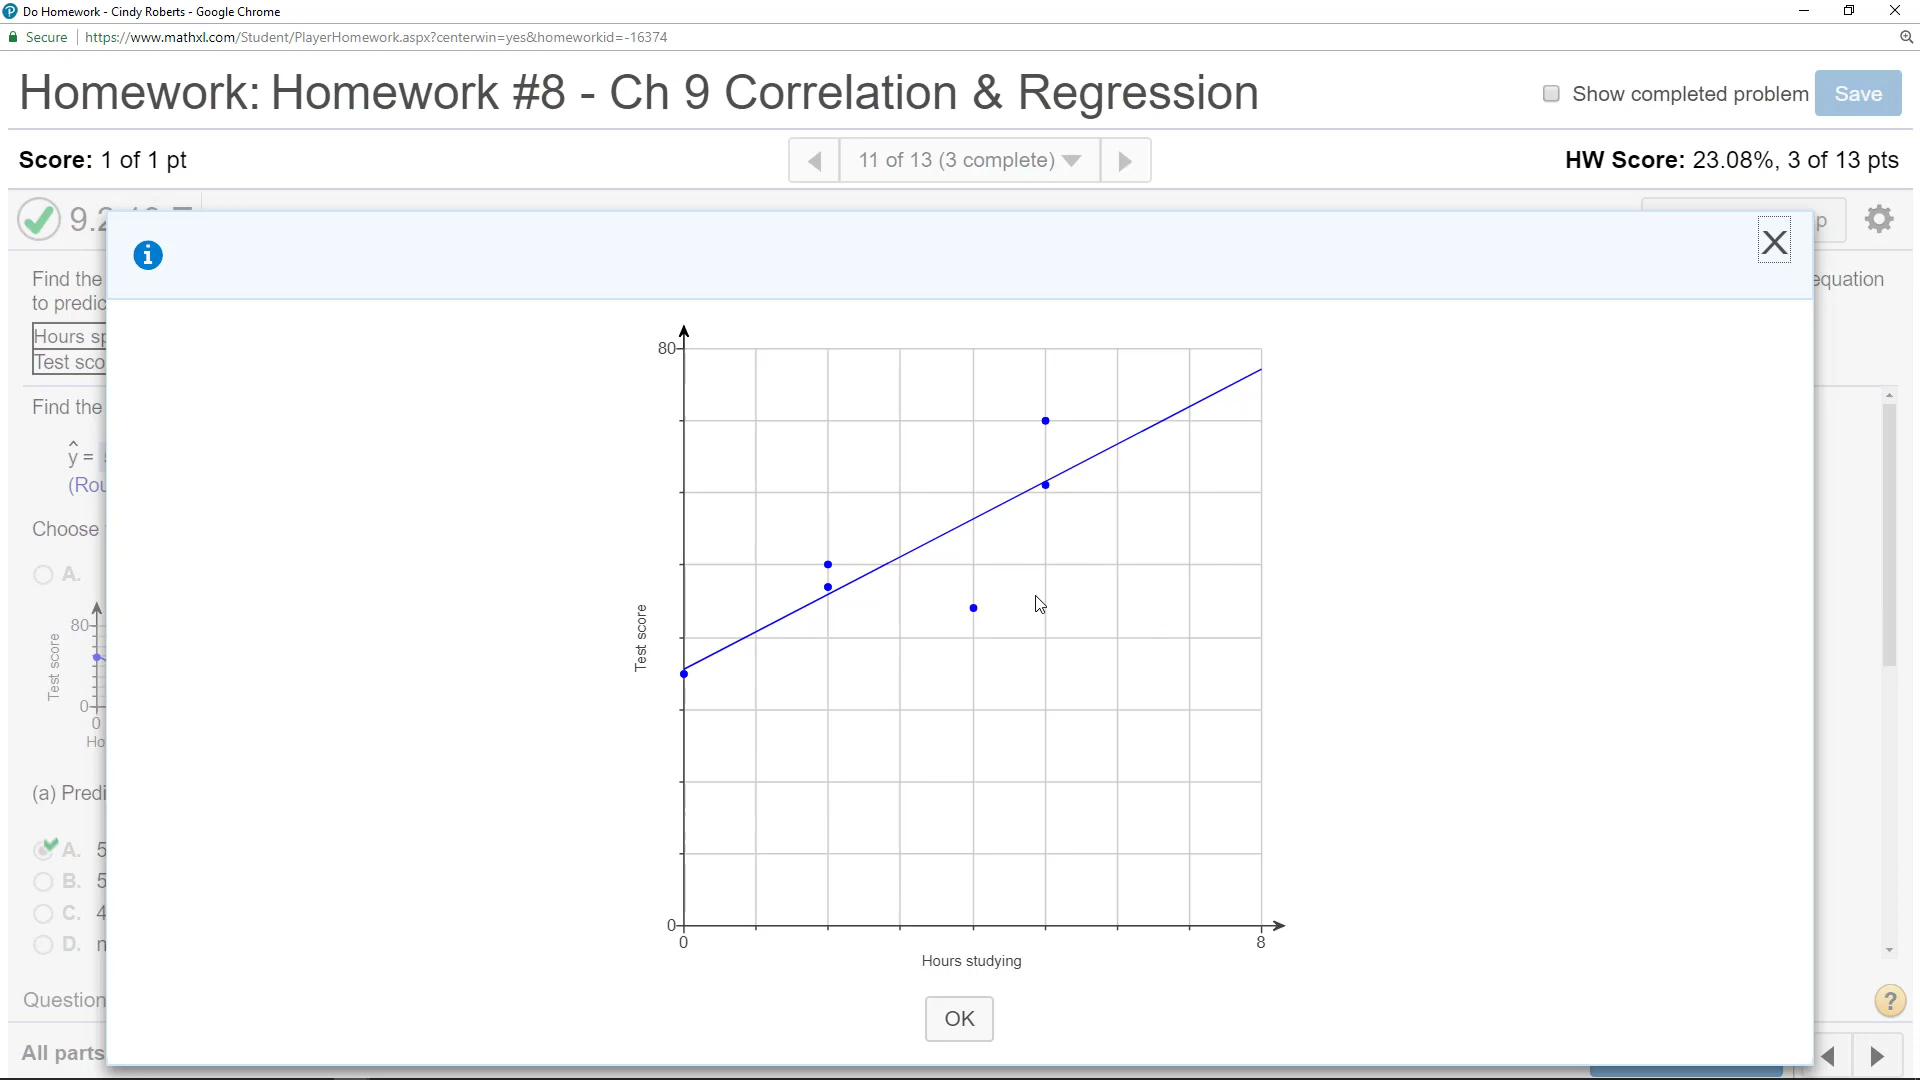 Do Homework - Cindy Roberts - Google Chrome
Secure https://www.mathxl.com/Student/PlayerHomework.aspx?centerwin=yes&homeworkid=-16374
Homework: Homework #8 - Ch 9 Correlation & Regression
Show completed problem Save
Score: 1 of 1 pt
11 of 13 (3 complete)
HW Score: 23.08%, 3 of 13 pts
Find the
equation
to predic
Hours sp
Test sco
Find the
ŷ =
(Rou
Choose
A.
80
Test score
0
0
Ho
(a) Predi
A. 5
B. 5
C. 4
D. n
Question
All parts
80
Test score
0
0
8
Hours studying
OK
?